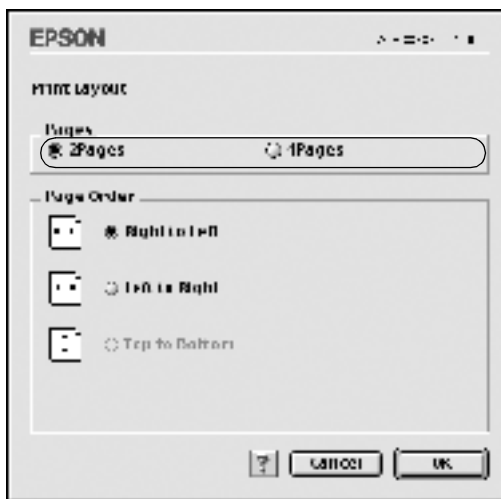 EPSON
Print Layout
Pages
2Pages 4Pages
Page Order
Right to Left
Left to Right
Top to Bottom
? Cancel OK